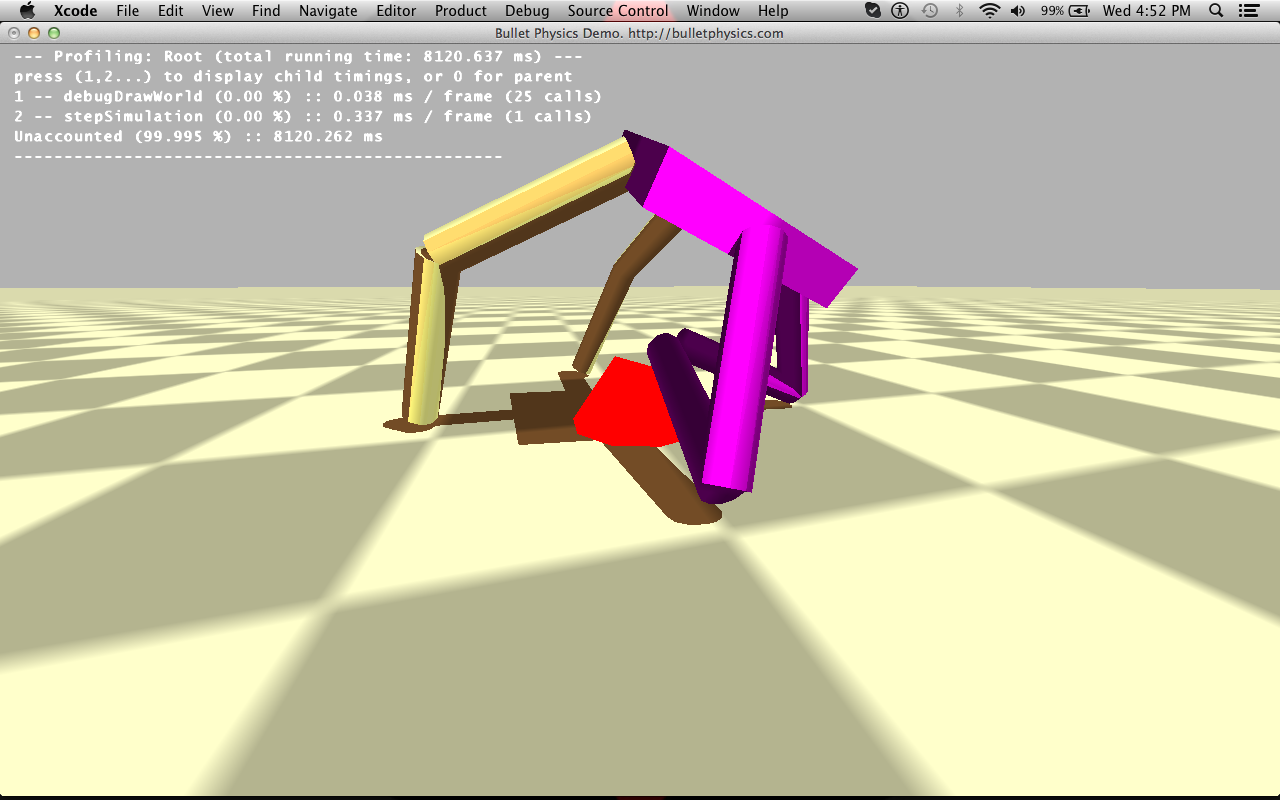 Xcode File Edit View Find Navigate Editor Product Debug Source Control Window Help 99% Wed 4:52 PM
Bullet Physics Demo. http://bulletphysics.com
--- Profiling: Root (total running time: 8120.637 ms) ---
press (1,2...) to display child timings, or 0 for parent
1 -- debugDrawWorld (0.00 %) :: 0.038 ms / frame (25 calls)
2 -- stepSimulation (0.00 %) :: 0.337 ms / frame (1 calls)
Unaccounted (99.995 %) :: 8120.262 ms
-------------------------------------------------